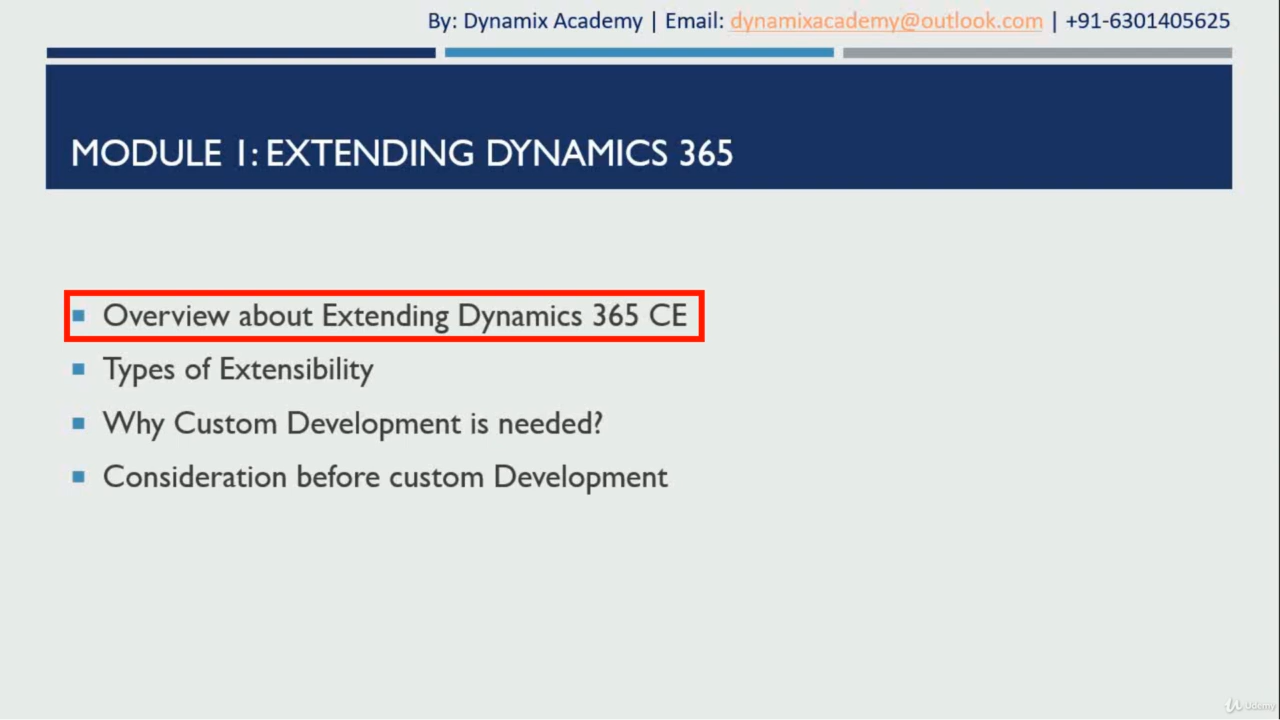 By: Dynamix Academy | Email: dynamixacademy@outlook.com | +91-6301405625
MODULE 1: EXTENDING DYNAMICS 365
Overview about Extending Dynamics 365 CE
Types of Extensibility
Why Custom Development is needed?
Consideration before custom Development
Udemy